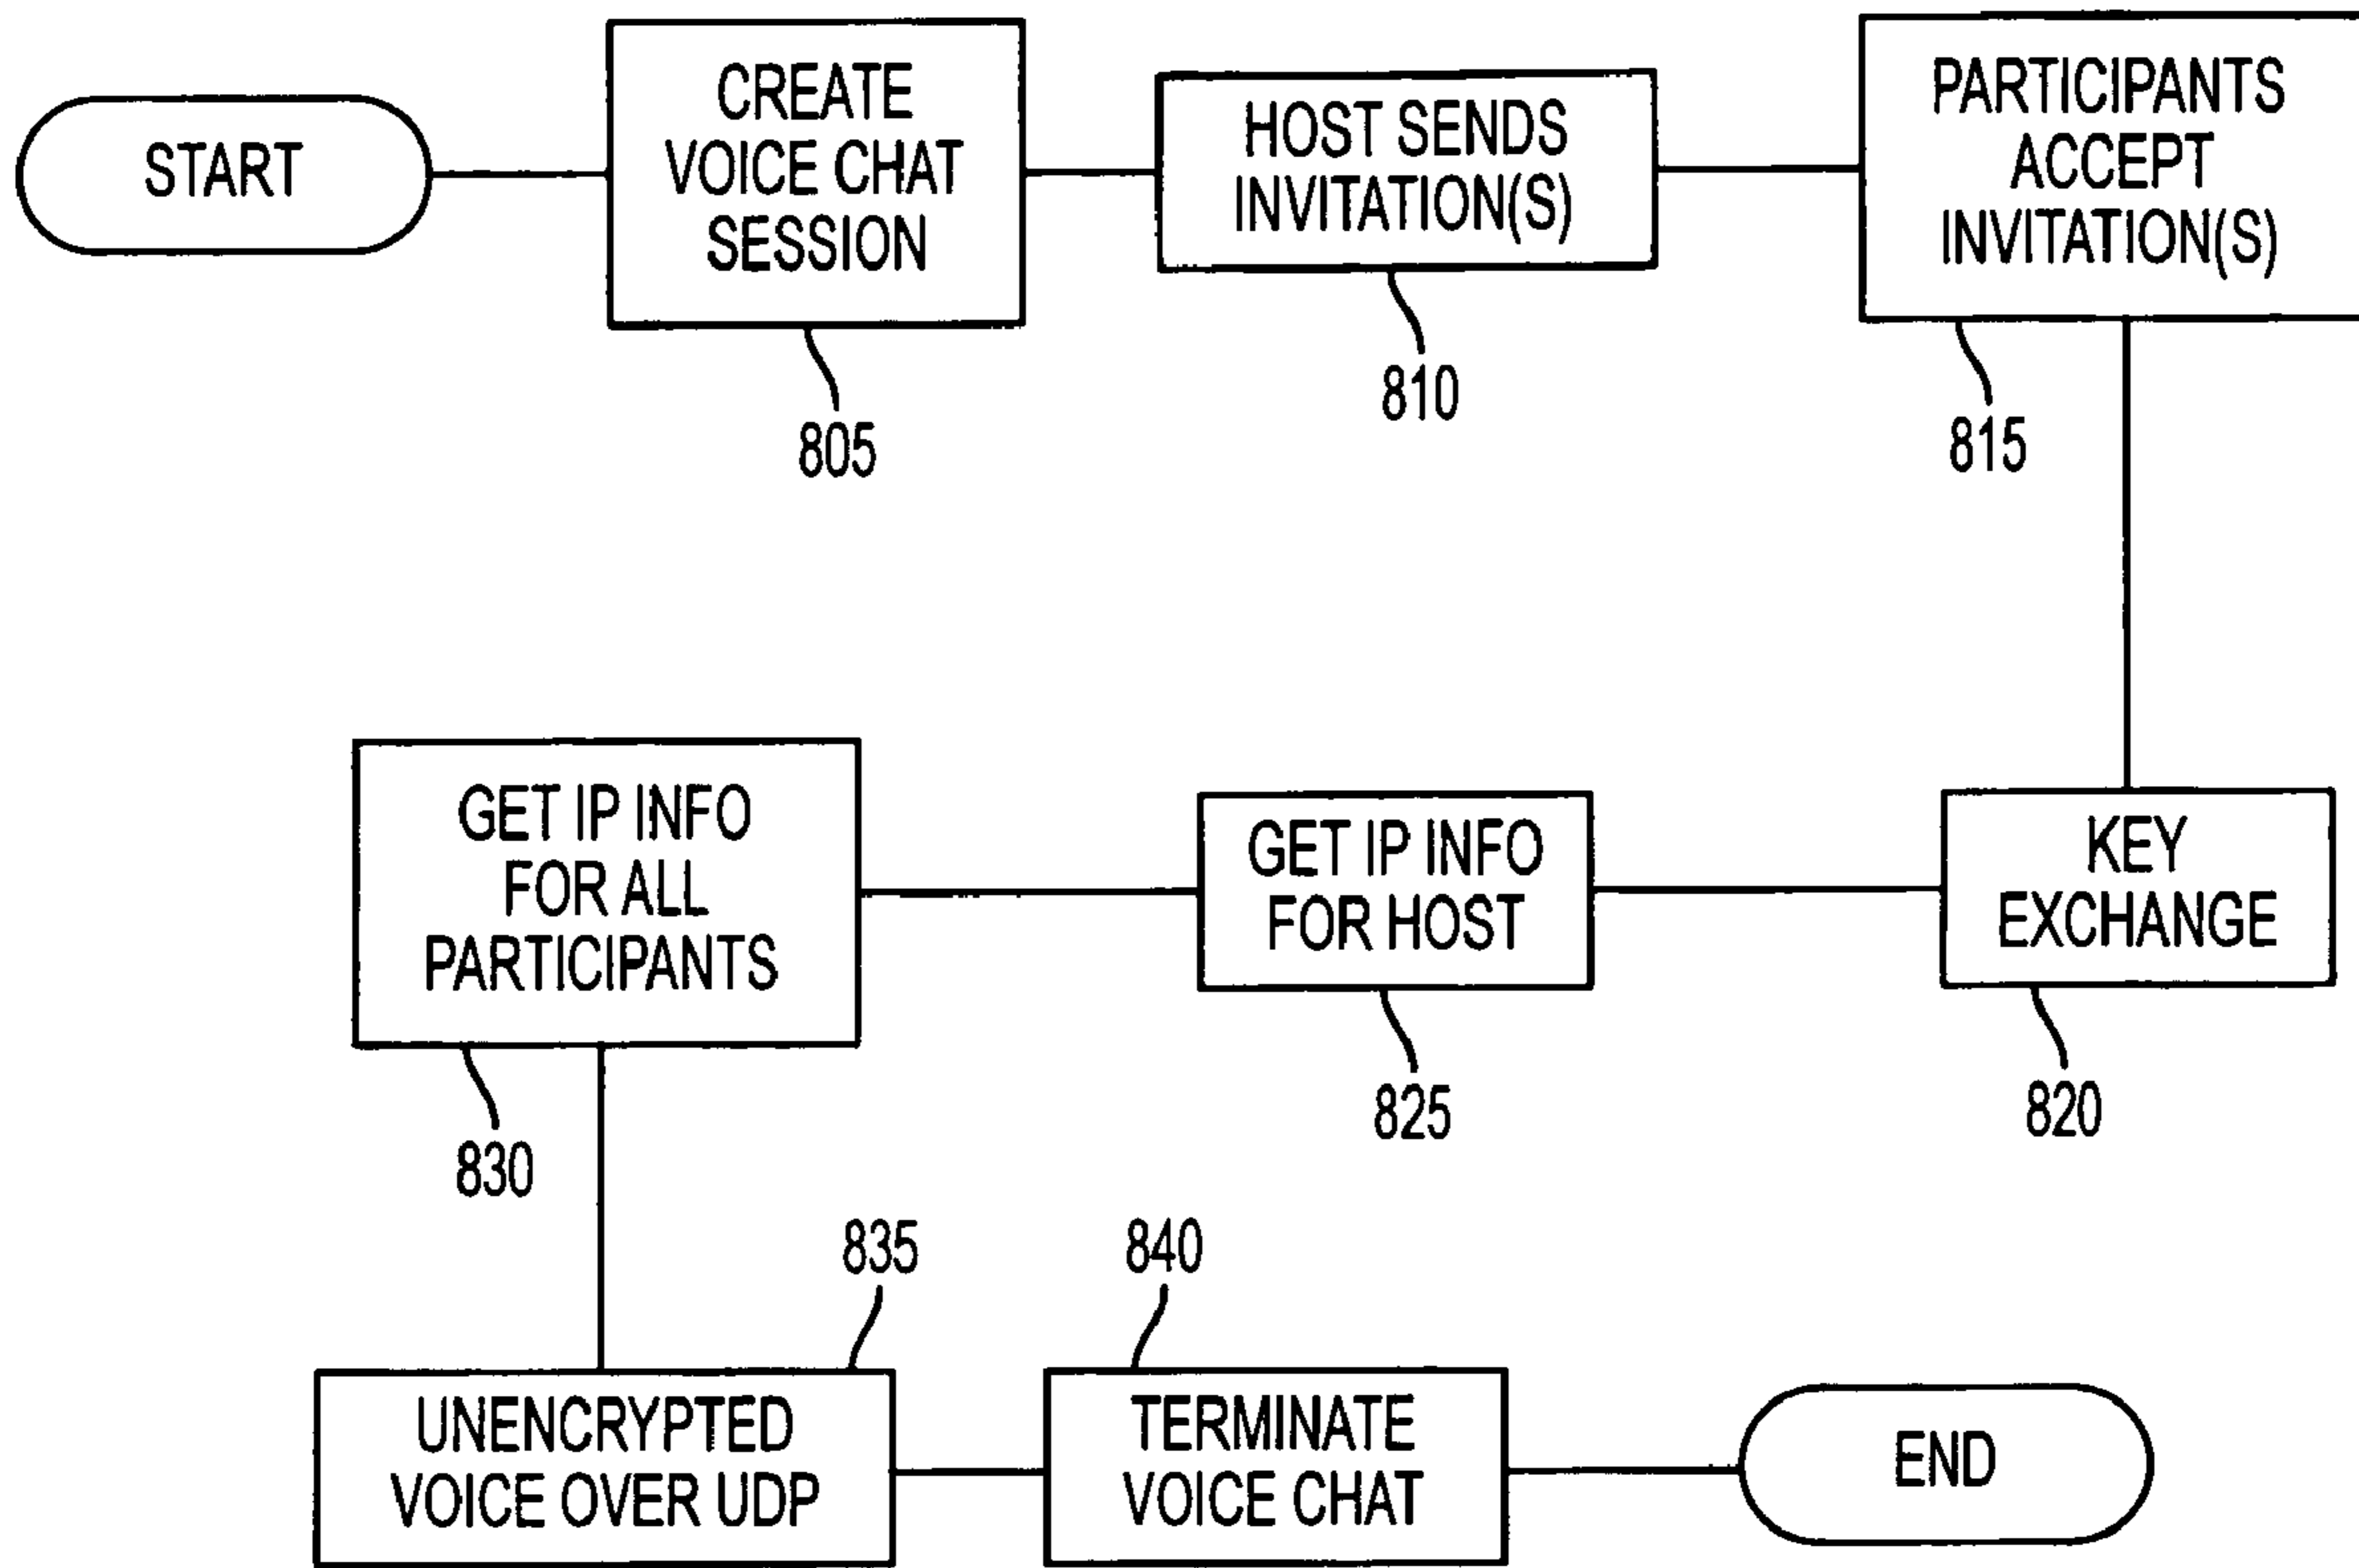 START
CREATE
VOICE CHAT
SESSION
805
HOST SENDS
INVITATION(S)
810
PARTICIPANTS
ACCEPT
INVITATION(S)
815
KEY
EXCHANGE
820
GET IP INFO
FOR HOST
825
GET IP INFO
FOR ALL
PARTICIPANTS
830
835
UNENCRYPTED
VOICE OVER UDP
840
TERMINATE
VOICE CHAT
END